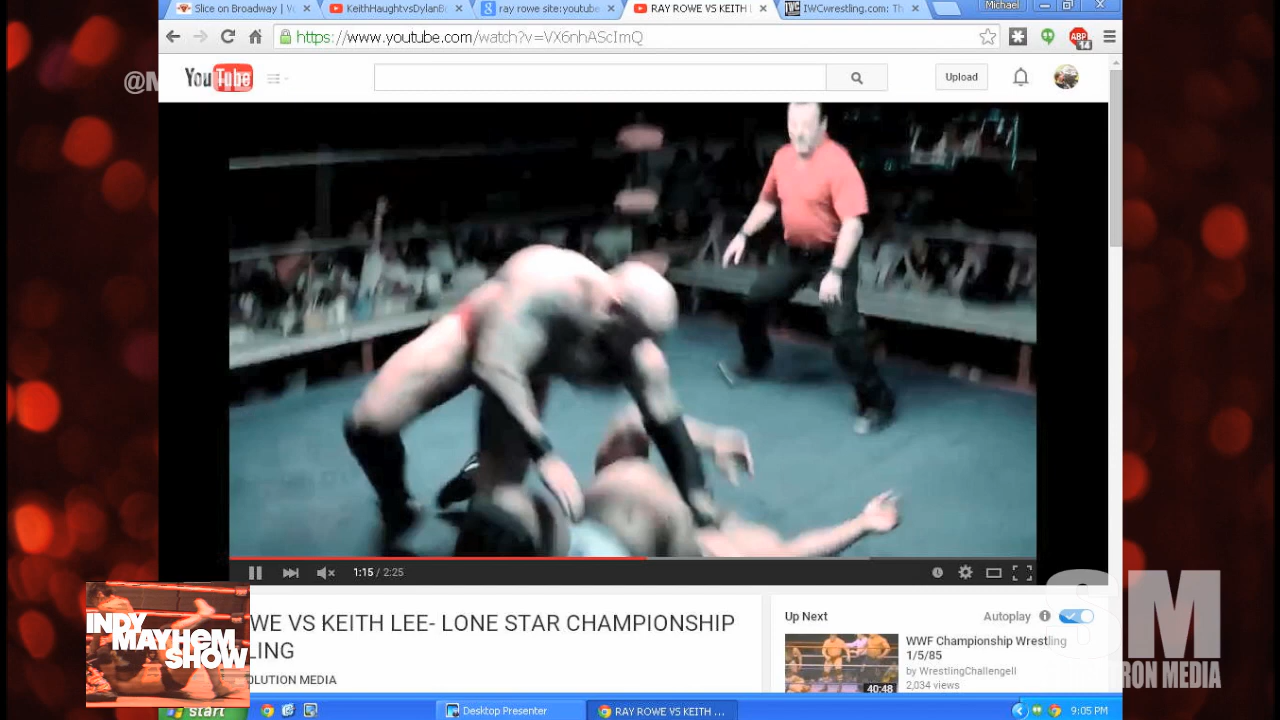 Slice on Broadway | V
KeithHaughtvsDylanB
ray rowe site:youtube
RAY ROWE VS KEITH L
IWCwrestling.com: Th
Michael
https://www.youtube.com/watch?v=VX6nhAScImQ
ABP
14
@M
YouTube
Upload
1:15 / 2:25
WE VS KEITH LEE- LONE STAR CHAMPIONSHIP
LING
OLUTION MEDIA
Up Next
Autoplay
WWF Championship Wrestling
1/5/85
by WrestlingChallengeII
2,034 views
40:48
INDY
MAYHEM
SHOW
SM
RON MEDIA
start
Desktop Presenter
RAY ROWE VS KEITH ...
9:05 PM